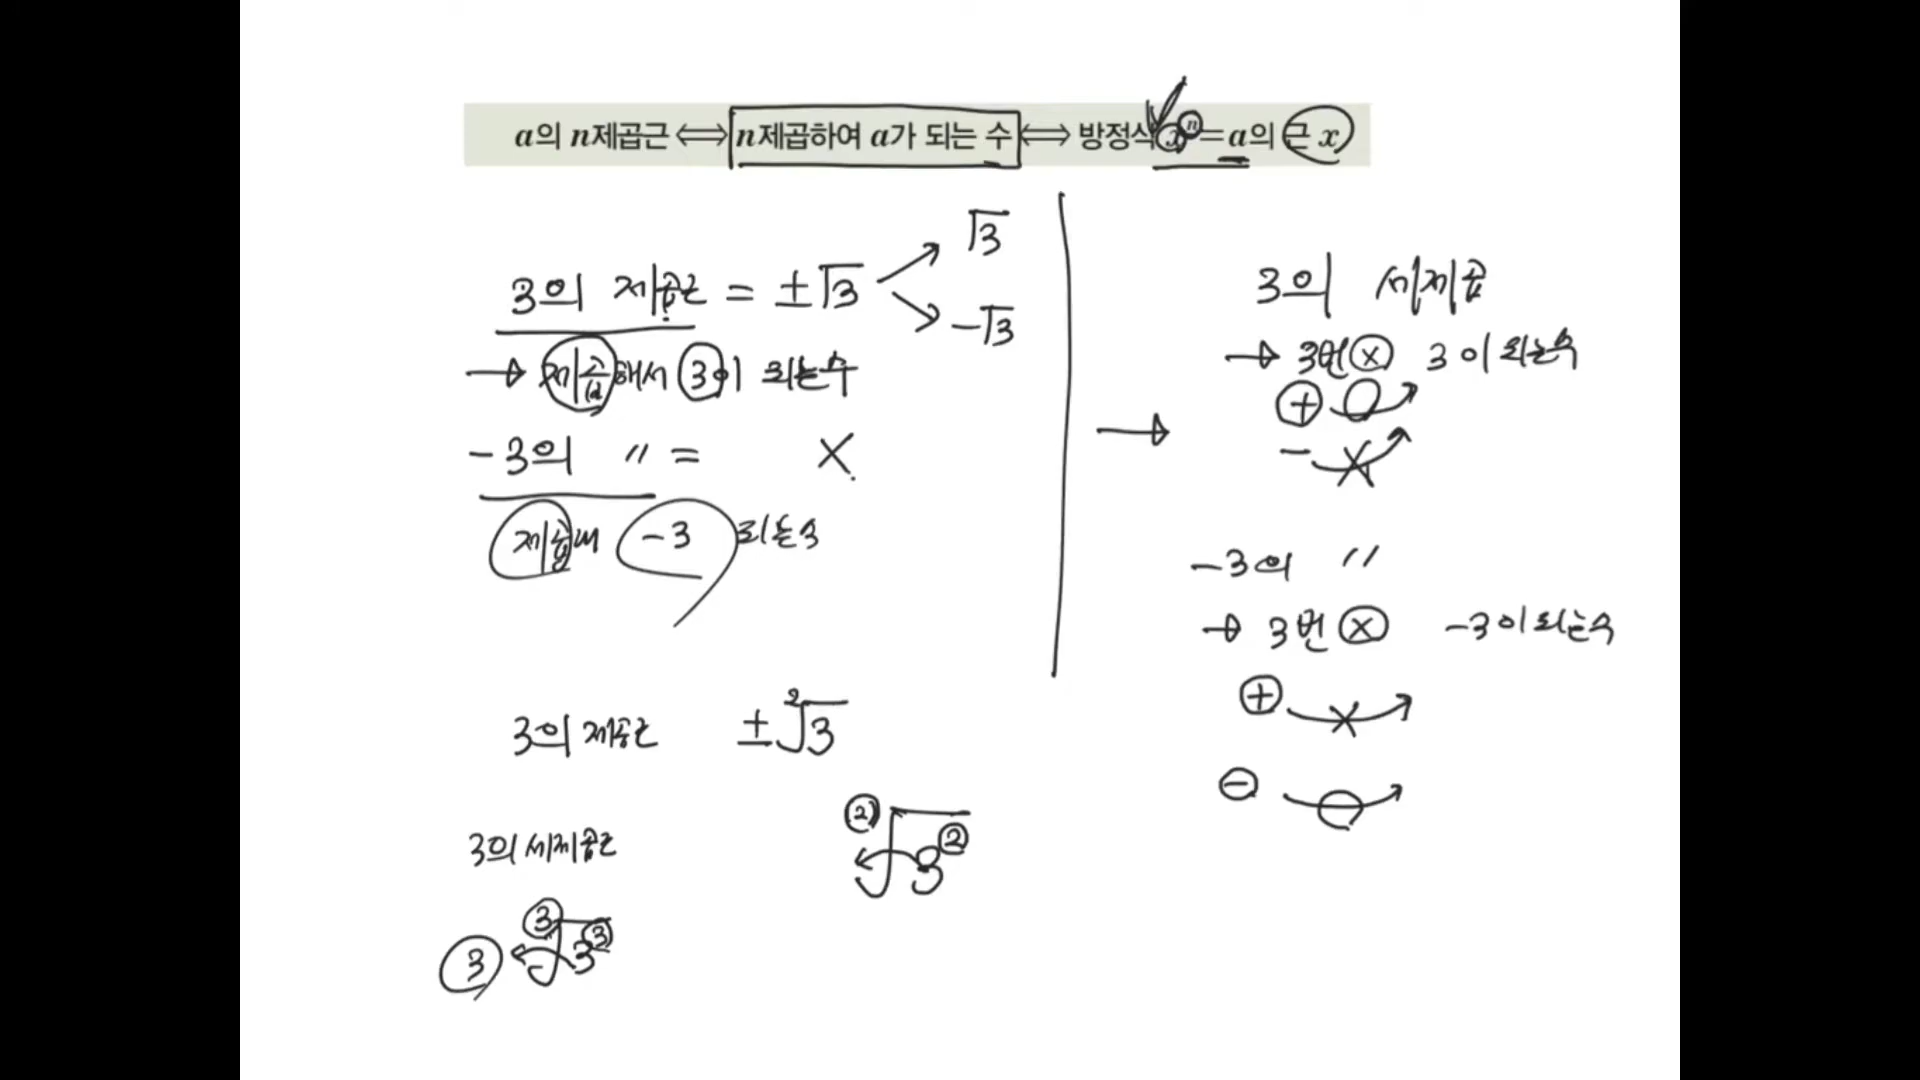 a의 n제곱근 ⟺ n제곱하여 a가 되는 수 ⟺ 방정식 xⁿ = a의 근 x
3의 제곱근 = ±√3
√3
-√3
→ 제곱해서 3이 되는수
-3의 〃 = X
제곱해 -3 되는수
3의 제곱근 ±²√3
²√3²
3의 세제곱근
3 ³√3³
3의 세제곱
→ 3번 ⊗ 3이 되는수
⊕ ○
→
- X
-3의 〃
→ 3번 ⊗ -3이 되는수
⊕ X
⊖ ○